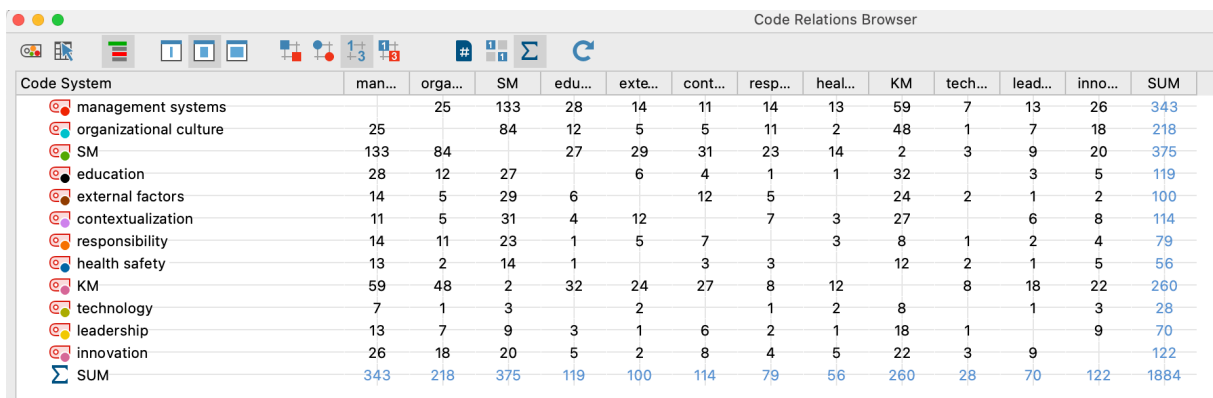 Code Relations Browser
1 3 1 3 # 1 1 Σ
Code System man... orga... SM edu... exte... cont... resp... heal... KM tech... lead... inno... SUM
management systems 25 133 28 14 11 14 13 59 7 13 26 343
organizational culture 25 84 12 5 5 11 2 48 1 7 18 218
SM 133 84 27 29 31 23 14 2 3 9 20 375
education 28 12 27 6 4 1 1 32 3 5 119
external factors 14 5 29 6 12 5 24 2 1 2 100
contextualization 11 5 31 4 12 7 3 27 6 8 114
responsibility 14 11 23 1 5 7 3 8 1 2 4 79
health safety 13 2 14 1 3 3 12 2 1 5 56
KM 59 48 2 32 24 27 8 12 8 18 22 260
technology 7 1 3 2 1 2 8 1 3 28
leadership 13 7 9 3 1 6 2 1 18 1 9 70
innovation 26 18 20 5 2 8 4 5 22 3 9 122
Σ SUM 343 218 375 119 100 114 79 56 260 28 70 122 1884